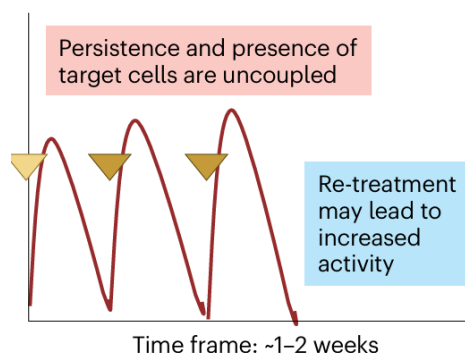 Persistence and presence of
target cells are uncoupled
Re-treatment
may lead to
increased
activity
Time frame: ~1–2 weeks